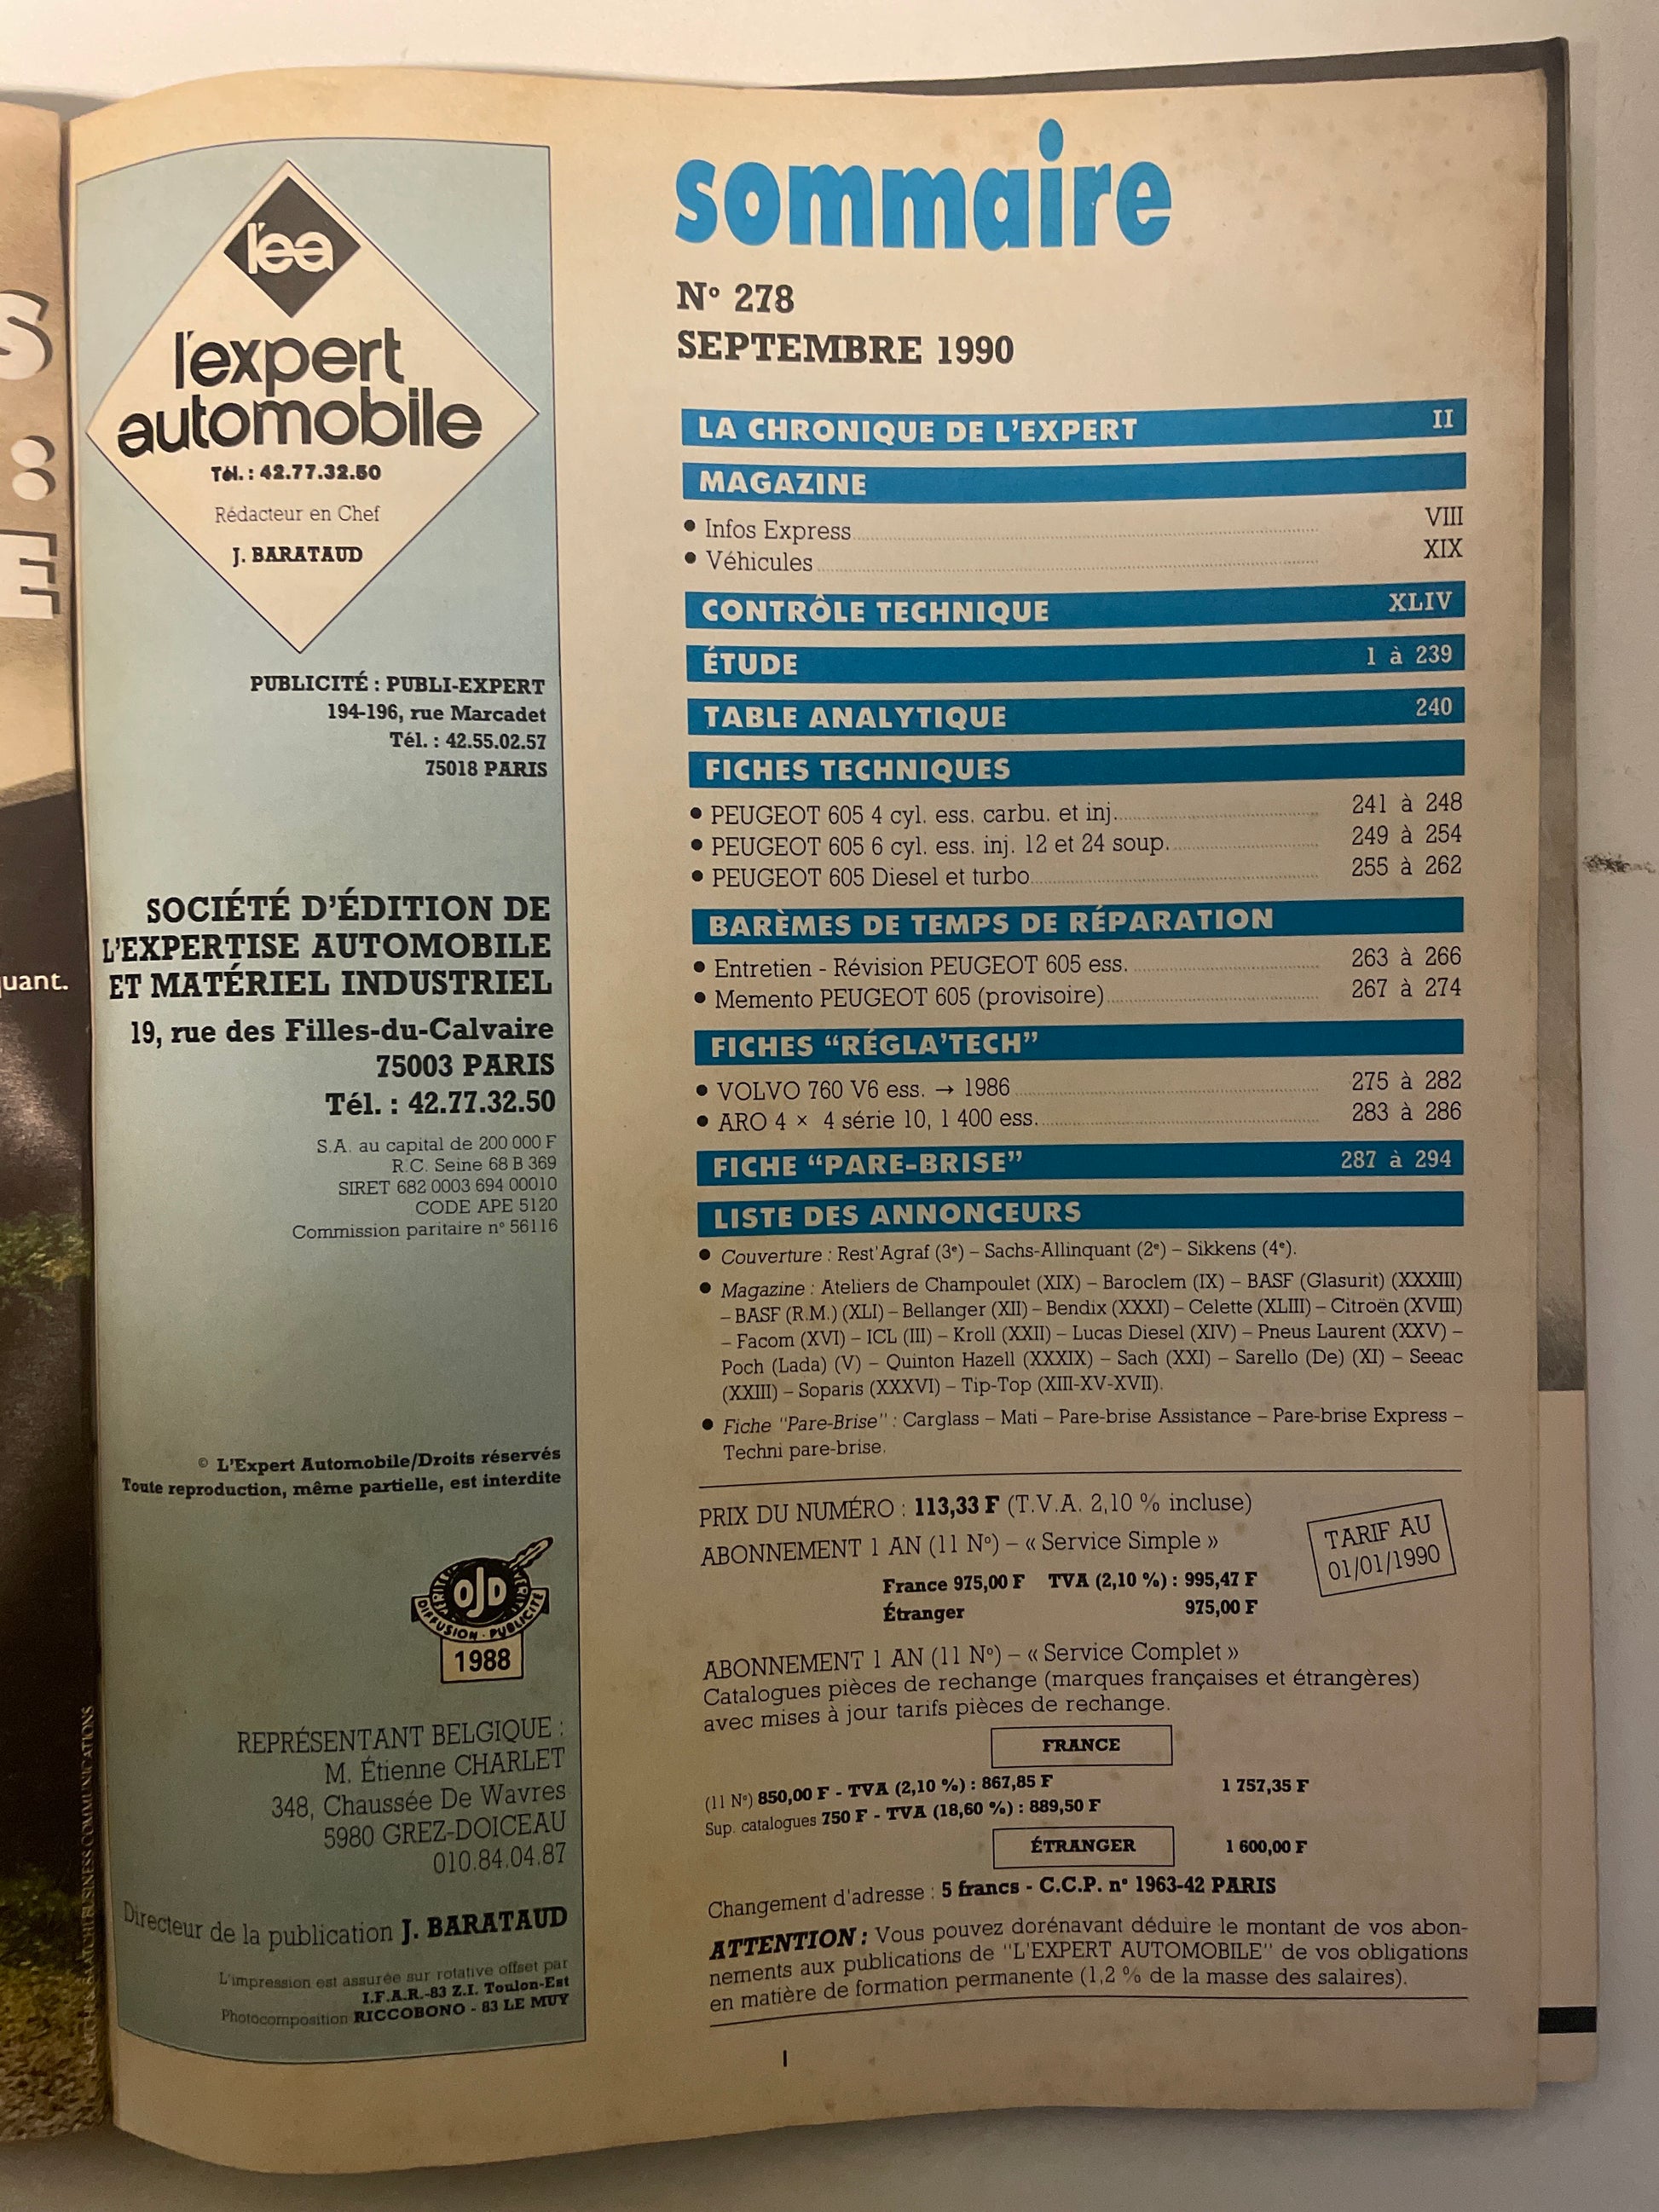 S
:
uant.
SAATCHI & SAATCHI BUSINESS COMMUNICATIONS
l'ea
l'expert
automobile
Tél. : 42.77.32.50
Rédacteur en Chef
J. BARATAUD
PUBLICITÉ : PUBLI-EXPERT
194-196, rue Marcadet
Tél. : 42.55.02.57
75018 PARIS
SOCIÉTÉ D'ÉDITION DE
L'EXPERTISE AUTOMOBILE
ET MATÉRIEL INDUSTRIEL
19, rue des Filles-du-Calvaire
75003 PARIS
Tél. : 42.77.32.50
S.A. au capital de 200 000 F
R.C. Seine 68 B 369
SIRET 682 0003 694 00010
CODE APE 5120
Commission paritaire n° 56116
© L'Expert Automobile/Droits réservés
Toute reproduction, même partielle, est interdite
OJD
DIFFUSION - PUBLICITÉ
1988
REPRÉSENTANT BELGIQUE :
M. Étienne CHARLET
348, Chaussée De Wavres
5980 GREZ-DOICEAU
010.84.04.87
Directeur de la publication J. BARATAUD
L'impression est assurée sur rotative offset par
I.F.A.R.-83 Z.I. Toulon-Est
Photocomposition RICCOBONO - 83 LE MUY
sommaire
N° 278
SEPTEMBRE 1990
LA CHRONIQUE DE L'EXPERT II
MAGAZINE
• Infos Express VIII
• Véhicules XIX
CONTRÔLE TECHNIQUE XLIV
ÉTUDE 1 à 239
TABLE ANALYTIQUE 240
FICHES TECHNIQUES
• PEUGEOT 605 4 cyl. ess. carbu. et inj. 241 à 248
• PEUGEOT 605 6 cyl. ess. inj. 12 et 24 soup. 249 à 254
• PEUGEOT 605 Diesel et turbo 255 à 262
BARÈMES DE TEMPS DE RÉPARATION
• Entretien - Révision PEUGEOT 605 ess. 263 à 266
• Memento PEUGEOT 605 (provisoire) 267 à 274
FICHES “RÉGLA'TECH”
• VOLVO 760 V6 ess. → 1986 275 à 282
• ARO 4 × 4 série 10, 1 400 ess. 283 à 286
FICHE “PARE-BRISE” 287 à 294
LISTE DES ANNONCEURS
• Couverture : Rest'Agraf (3e) – Sachs-Allinquant (2e) – Sikkens (4e).
• Magazine : Ateliers de Champoulet (XIX) – Baroclem (IX) – BASF (Glasurit) (XXXIII)
– BASF (R.M.) (XLI) – Bellanger (XII) – Bendix (XXXI) – Celette (XLIII) – Citroën (XVIII)
– Facom (XVI) – ICL (III) – Kroll (XXII) – Lucas Diesel (XIV) – Pneus Laurent (XXV) –
Poch (Lada) (V) – Quinton Hazell (XXXIX) – Sach (XXI) – Sarello (De) (XI) – Seeac
(XXIII) – Soparis (XXXVI) – Tip-Top (XIII-XV-XVII).
• Fiche "Pare-Brise" : Carglass – Mati – Pare-brise Assistance – Pare-brise Express –
Techni pare-brise.
PRIX DU NUMÉRO : 113,33 F (T.V.A. 2,10 % incluse)
ABONNEMENT 1 AN (11 N°) – « Service Simple »
TARIF AU
01/01/1990
France 975,00 F TVA (2,10 %) : 995,47 F
Étranger 975,00 F
ABONNEMENT 1 AN (11 N°) – « Service Complet »
Catalogues pièces de rechange (marques françaises et étrangères)
avec mises à jour tarifs pièces de rechange.
FRANCE
(11 N°) 850,00 F - TVA (2,10 %) : 867,85 F 1 757,35 F
Sup. catalogues 750 F - TVA (18,60 %) : 889,50 F
ÉTRANGER 1 600,00 F
Changement d'adresse : 5 francs - C.C.P. n° 1963-42 PARIS
ATTENTION : Vous pouvez dorénavant déduire le montant de vos abon-
nements aux publications de "L'EXPERT AUTOMOBILE" de vos obligations
en matière de formation permanente (1,2 % de la masse des salaires).
I